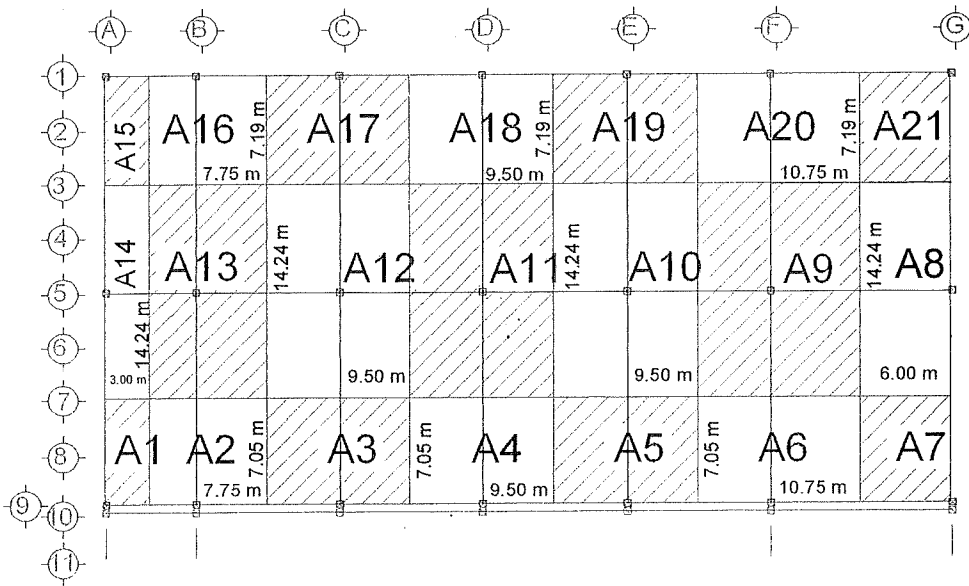 A B C D E F G
1
2
3
4
5
6
7
8
9
10
11
A15 A16 7.19 m A17 A18 7.19 m A19 A20 7.19 m A21
7.75 m 9.50 m 10.75 m
A14 A13 14.24 m A12 A11 14.24 m A10 A9 14.24 m A8
14.24 m
3.00 m 9.50 m 9.50 m 6.00 m
A1 A2 7.05 m A3 7.05 m A4 A5 7.05 m A6 A7
7.75 m 9.50 m 10.75 m